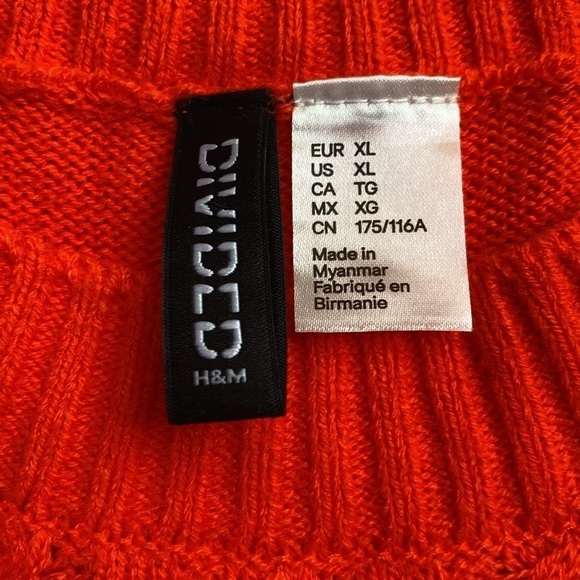 DIVIDED
H&M
EUR XL
US XL
CA TG
MX XG
CN 175/116A
Made in
Myanmar
Fabriqué en
Birmanie